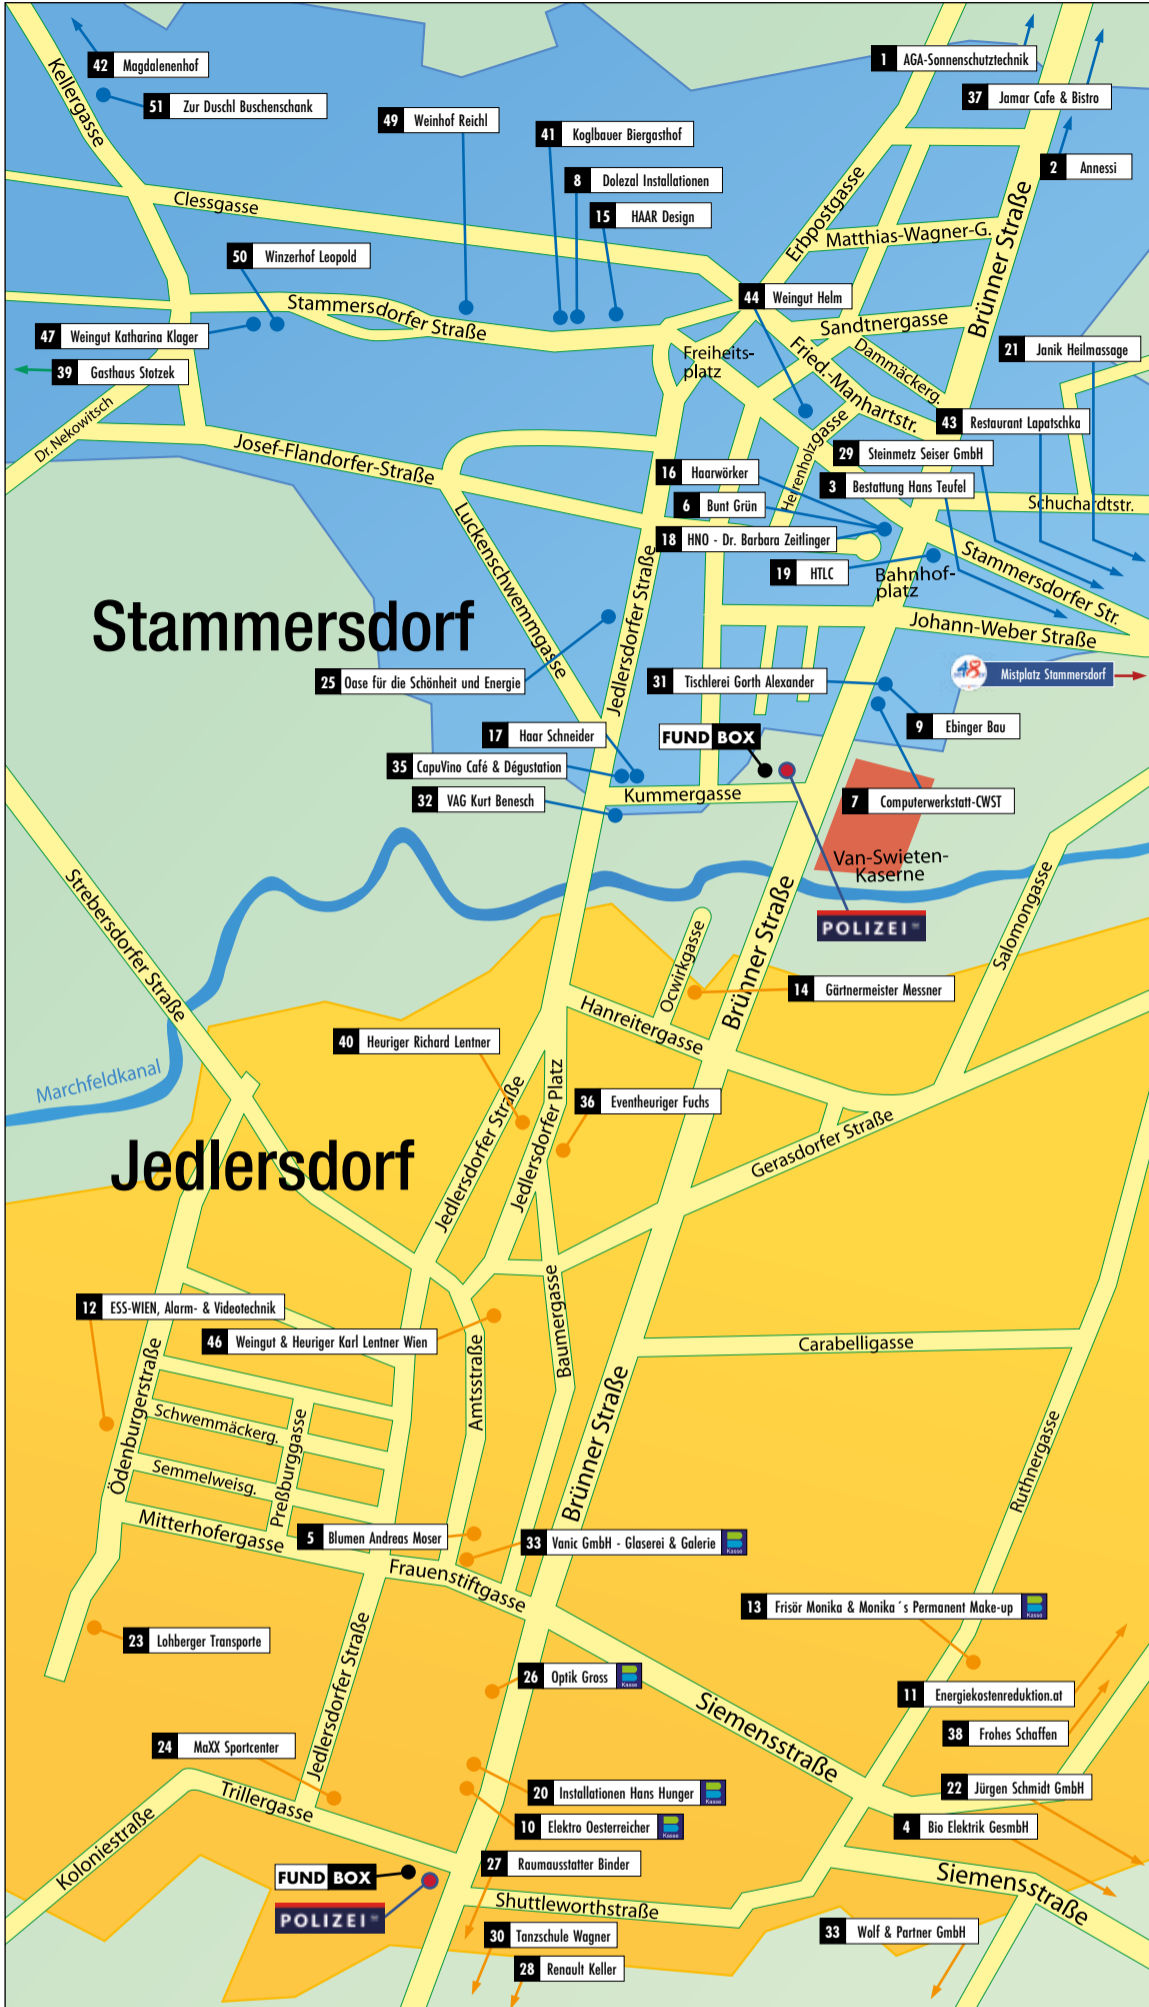 42 Magdalenenhof
51 Zur Duschl Buschenschank
Kellergasse
49 Weinhof Reichl
41 Koglbauer Biergasthof
8 Dolezal Installationen
15 HAAR Design
1 AGA-Sonnenschutztechnik
37 Jamar Cafe & Bistro
2 Annessi
Clessgasse
Erbpostgasse
Matthias-Wagner-G.
Brünner Straße
50 Winzerhof Leopold
Stammersdorfer Straße
44 Weingut Helm
Sandtnergasse
47 Weingut Katharina Klager
39 Gasthaus Stotzek
Freiheits-
platz
Fried.-Manhartstr.
Dammäckerg.
21 Janik Heilmassage
Dr.Nekowitsch
Josef-Flandorfer-Straße
Herrenholzgasse
43 Restaurant Lapatschka
29 Steinmetz Seiser GmbH
3 Bestattung Hans Teufel
16 Haarwörker
6 Bunt Grün
18 HNO - Dr. Barbara Zeitlinger
19 HTLC
Schuchardtstr.
Luckenschwemmgasse
Jedlersdorfer Straße
Bahnhof-
platz
Stammersdorfer Str.
Johann-Weber Straße
Stammersdorf
48
Mistplatz Stammersdorf
25 Oase für die Schönheit und Energie
31 Tischlerei Gorth Alexander
9 Ebinger Bau
17 Haar Schneider
FUND BOX
35 CapuVino Café & Dégustation
32 VAG Kurt Benesch
Kummergasse
7 Computerwerkstatt-CWST
Van-Swieten-
Kaserne
POLIZEI
Strebersdorfer Straße
Salomongasse
Brünner Straße
Ocwirkgasse
14 Gärtnermeister Messner
Hanreitergasse
40 Heuriger Richard Lentner
Marchfeldkanal
36 Eventheuriger Fuchs
Jedlersdorfer Straße
Jedlersdorfer Platz
Gerasdorfer Straße
Jedlersdorf
12 ESS-WIEN, Alarm- & Videotechnik
46 Weingut & Heuriger Karl Lentner Wien
Baumergasse
Amtsstraße
Carabelligasse
Ödenburgerstraße
Schwemmäckerg.
Preßburggasse
Semmelweisg.
Brünner Straße
Ruthnergasse
Mitterhofergasse
5 Blumen Andreas Moser
33 Vanic GmbH - Glaserei & Galerie Kasse
Frauenstiftgasse
13 Frisör Monika & Monika´s Permanent Make-up Kasse
23 Lohberger Transporte
Jedlersdorfer Straße
26 Optik Gross Kasse
11 Energiekostenreduktion.at
38 Frohes Schaffen
Siemensstraße
24 MaXX Sportcenter
22 Jürgen Schmidt GmbH
20 Installationen Hans Hunger Kasse
Trillergasse
10 Elektro Oesterreicher Kasse
4 Bio Elektrik GesmbH
Koloniestraße
27 Raumausstatter Binder
FUND BOX
POLIZEI
Shuttleworthstraße
Siemensstraße
30 Tanzschule Wagner
33 Wolf & Partner GmbH
28 Renault Keller